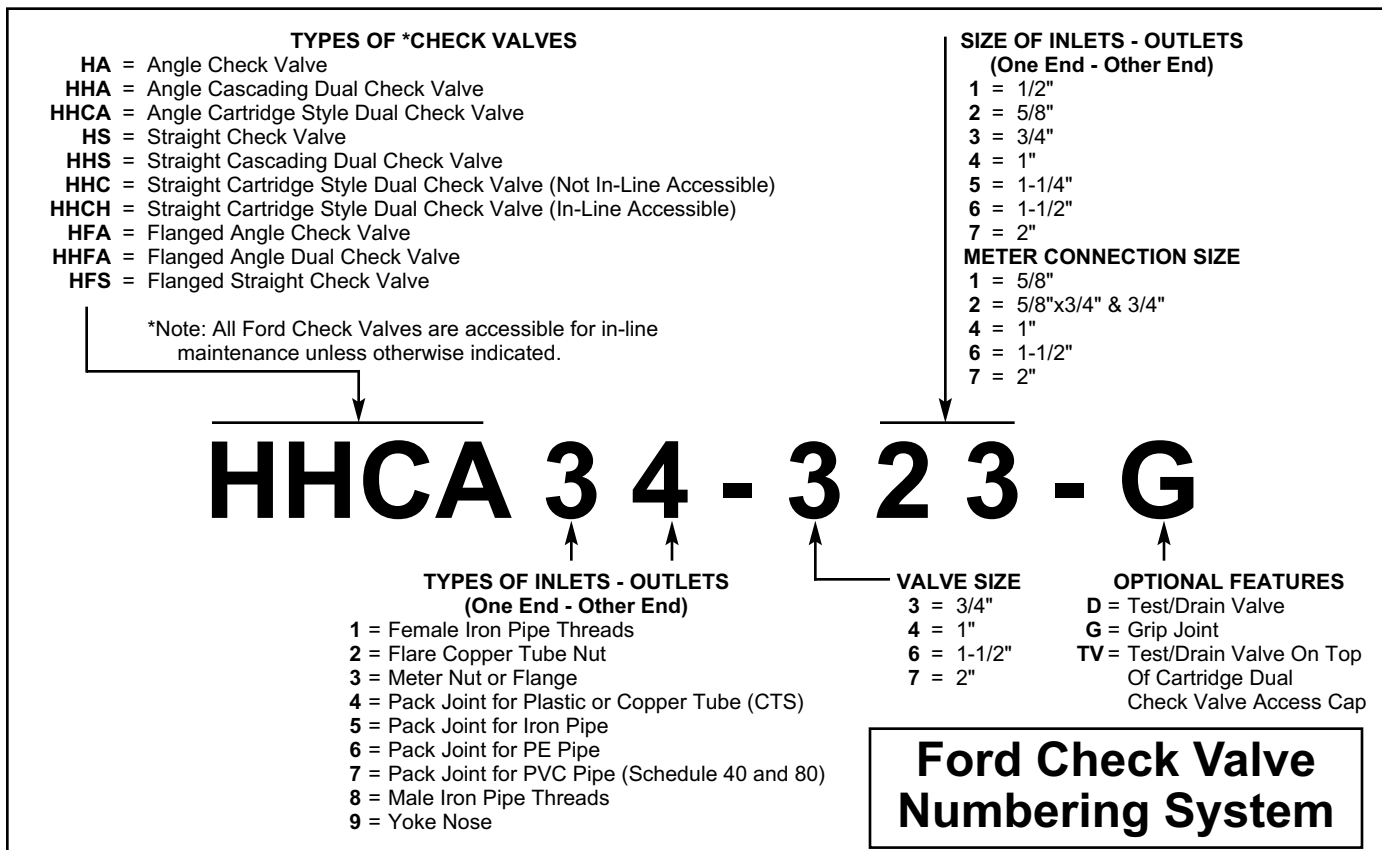 TYPES OF *CHECK VALVES
HA = Angle Check Valve
HHA = Angle Cascading Dual Check Valve
HHCA = Angle Cartridge Style Dual Check Valve
HS = Straight Check Valve
HHS = Straight Cascading Dual Check Valve
HHC = Straight Cartridge Style Dual Check Valve (Not In-Line Accessible)
HHCH = Straight Cartridge Style Dual Check Valve (In-Line Accessible)
HFA = Flanged Angle Check Valve
HHFA = Flanged Angle Dual Check Valve
HFS = Flanged Straight Check Valve
*Note: All Ford Check Valves are accessible for in-line
maintenance unless otherwise indicated.
SIZE OF INLETS - OUTLETS
(One End - Other End)
1 = 1/2"
2 = 5/8"
3 = 3/4"
4 = 1"
5 = 1-1/4"
6 = 1-1/2"
7 = 2"
METER CONNECTION SIZE
1 = 5/8"
2 = 5/8"x3/4" & 3/4"
4 = 1"
6 = 1-1/2"
7 = 2"
HHCA 3 4 - 3 2 3 - G
TYPES OF INLETS - OUTLETS
(One End - Other End)
1 = Female Iron Pipe Threads
2 = Flare Copper Tube Nut
3 = Meter Nut or Flange
4 = Pack Joint for Plastic or Copper Tube (CTS)
5 = Pack Joint for Iron Pipe
6 = Pack Joint for PE Pipe
7 = Pack Joint for PVC Pipe (Schedule 40 and 80)
8 = Male Iron Pipe Threads
9 = Yoke Nose
VALVE SIZE
3 = 3/4"
4 = 1"
6 = 1-1/2"
7 = 2"
OPTIONAL FEATURES
D = Test/Drain Valve
G = Grip Joint
TV = Test/Drain Valve On Top
Of Cartridge Dual
Check Valve Access Cap
Ford Check Valve
Numbering System